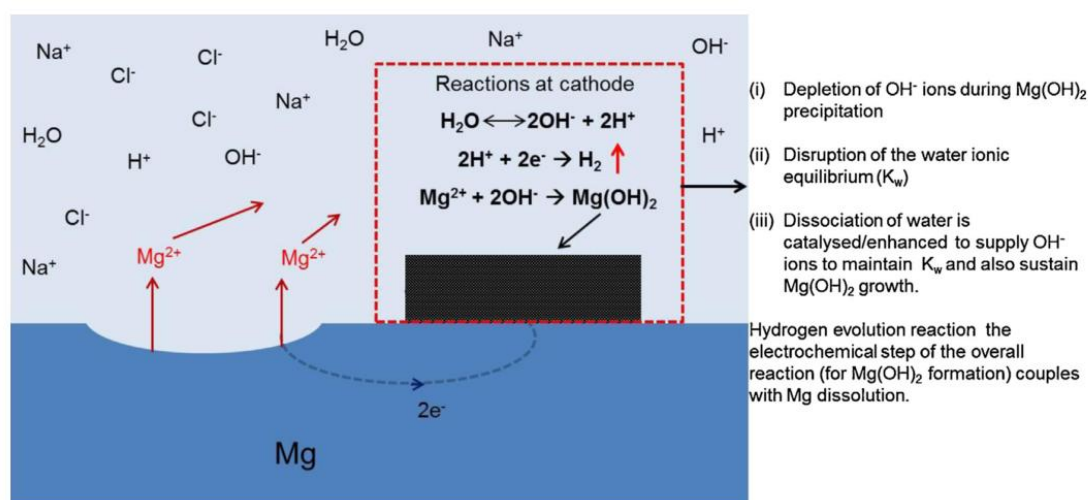 Na⁺
Cl⁻
Cl⁻
H₂O
Na⁺
OH⁻
Na⁺
Cl⁻
H₂O
H⁺
OH⁻
H⁺
Cl⁻
Na⁺
Mg²⁺
Mg²⁺
Reactions at cathode
H₂O⟷2OH⁻ + 2H⁺
2H⁺ + 2e⁻ → H₂
Mg²⁺ + 2OH⁻ → Mg(OH)₂
2e⁻
Mg
(i) Depletion of OH⁻ ions during Mg(OH)₂
precipitation
(ii) Disruption of the water ionic
equilibrium (Kw)
(iii) Dissociation of water is
catalysed/enhanced to supply OH⁻
ions to maintain Kw and also sustain
Mg(OH)₂ growth.
Hydrogen evolution reaction the
electrochemical step of the overall
reaction (for Mg(OH)₂ formation) couples
with Mg dissolution.